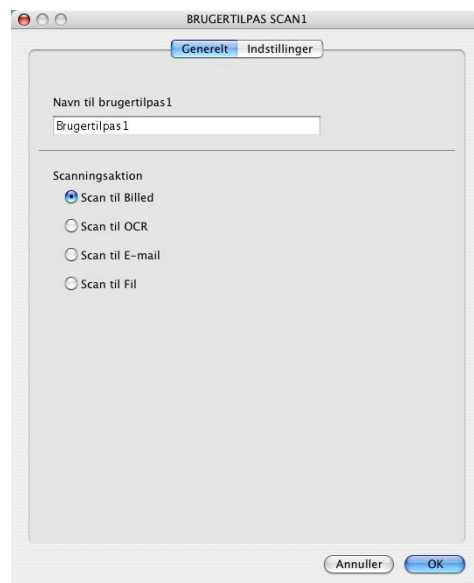 BRUGERTILPAS SCAN1
Generelt Indstillinger
Navn til brugertilpas1
Brugertilpas1
Scanningsaktion
Scan til Billed
Scan til OCR
Scan til E-mail
Scan til Fil
Annuller OK